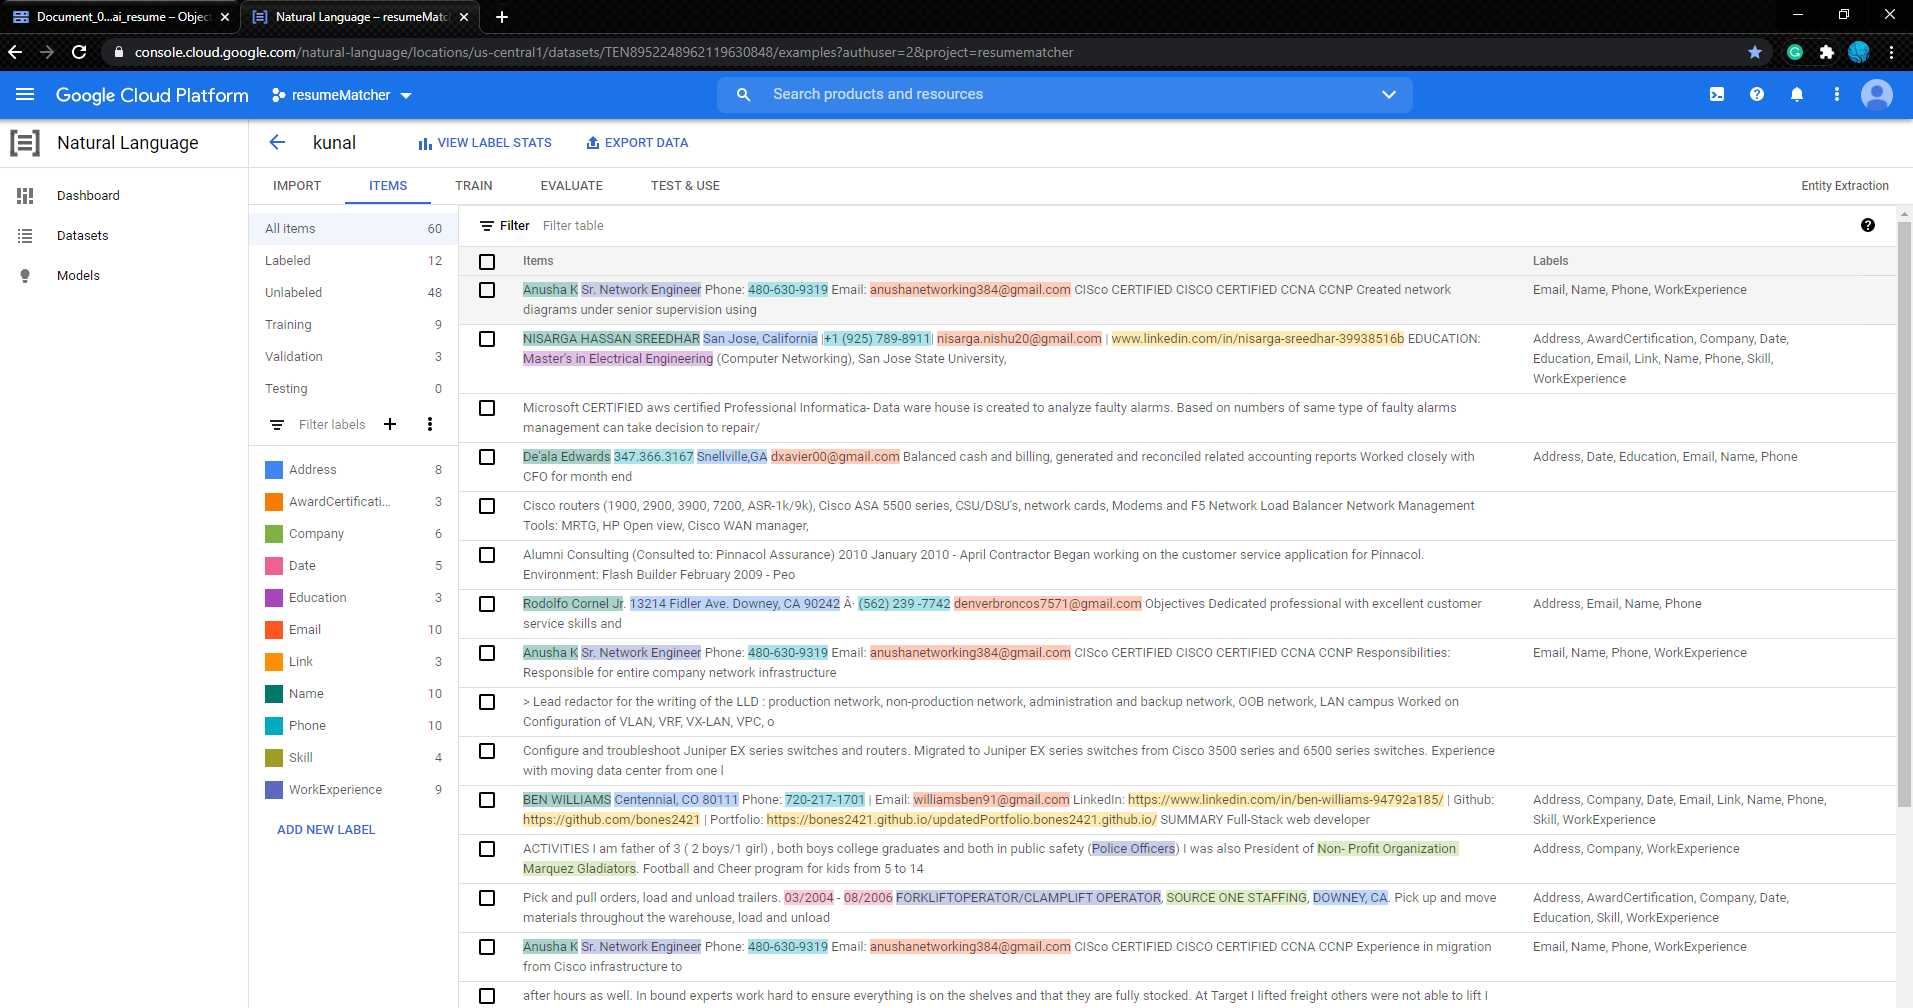 Document_0...ai_resume – Objec
Natural Language – resumeMatc
console.cloud.google.com/natural-language/locations/us-central1/datasets/TEN8952248962119630848/examples?authuser=2&project=resumematcher
Google Cloud Platform
resumeMatcher
Search products and resources
Natural Language
kunal
VIEW LABEL STATS
EXPORT DATA
Dashboard
Datasets
Models
IMPORT
ITEMS
TRAIN
EVALUATE
TEST & USE
Entity Extraction
All items 60
Labeled 12
Unlabeled 48
Training 9
Validation 3
Testing 0
Filter labels
Address 8
AwardCertificati... 3
Company 6
Date 5
Education 3
Email 10
Link 3
Name 10
Phone 10
Skill 4
WorkExperience 9
ADD NEW LABEL
Filter Filter table
Items Labels
Anusha K Sr. Network Engineer Phone: 480-630-9319 Email: anushanetworking384@gmail.com CISco CERTIFIED CISCO CERTIFIED CCNA CCNP Created network
diagrams under senior supervision using
Email, Name, Phone, WorkExperience
NISARGA HASSAN SREEDHAR San Jose, California |+1 (925) 789-8911| nisarga.nishu20@gmail.com | www.linkedin.com/in/nisarga-sreedhar-39938516b EDUCATION:
Master's in Electrical Engineering (Computer Networking), San Jose State University,
Address, AwardCertification, Company, Date,
Education, Email, Link, Name, Phone, Skill,
WorkExperience
Microsoft CERTIFIED aws certified Professional Informatica- Data ware house is created to analyze faulty alarms. Based on numbers of same type of faulty alarms
management can take decision to repair/
De'ala Edwards 347.366.3167 Snellville,GA dxavier00@gmail.com Balanced cash and billing, generated and reconciled related accounting reports Worked closely with
CFO for month end
Address, Date, Education, Email, Name, Phone
Cisco routers (1900, 2900, 3900, 7200, ASR-1k/9k), Cisco ASA 5500 series, CSU/DSU's, network cards, Modems and F5 Network Load Balancer Network Management
Tools: MRTG, HP Open view, Cisco WAN manager,
Alumni Consulting (Consulted to: Pinnacol Assurance) 2010 January 2010 - April Contractor Began working on the customer service application for Pinnacol.
Environment: Flash Builder February 2009 - Peo
Rodolfo Cornel Jr. 13214 Fidler Ave. Downey, CA 90242 Â· (562) 239 -7742 denverbroncos7571@gmail.com Objectives Dedicated professional with excellent customer
service skills and
Address, Email, Name, Phone
Anusha K Sr. Network Engineer Phone: 480-630-9319 Email: anushanetworking384@gmail.com CISco CERTIFIED CISCO CERTIFIED CCNA CCNP Responsibilities:
Responsible for entire company network infrastructure
Email, Name, Phone, WorkExperience
> Lead redactor for the writing of the LLD : production network, non-production network, administration and backup network, OOB network, LAN campus Worked on
Configuration of VLAN, VRF, VX-LAN, VPC, o
Configure and troubleshoot Juniper EX series switches and routers. Migrated to Juniper EX series switches from Cisco 3500 series and 6500 series switches. Experience
with moving data center from one l
BEN WILLIAMS Centennial, CO 80111 Phone: 720-217-1701 | Email: williamsben91@gmail.com LinkedIn: https://www.linkedin.com/in/ben-williams-94792a185/ | Github:
https://github.com/bones2421 | Portfolio: https://bones2421.github.io/updatedPortfolio.bones2421.github.io/ SUMMARY Full-Stack web developer
Address, Company, Date, Email, Link, Name, Phone,
Skill, WorkExperience
ACTIVITIES I am father of 3 ( 2 boys/1 girl) , both boys college graduates and both in public safety (Police Officers) I was also President of Non- Profit Organization
Marquez Gladiators. Football and Cheer program for kids from 5 to 14
Address, Company, WorkExperience
Pick and pull orders, load and unload trailers. 03/2004 - 08/2006 FORKLIFTOPERATOR/CLAMPLIFT OPERATOR, SOURCE ONE STAFFING, DOWNEY, CA. Pick up and move
materials throughout the warehouse, load and unload
Address, AwardCertification, Company, Date,
Education, Skill, WorkExperience
Anusha K Sr. Network Engineer Phone: 480-630-9319 Email: anushanetworking384@gmail.com CISco CERTIFIED CISCO CERTIFIED CCNA CCNP Experience in migration
from Cisco infrastructure to
Email, Name, Phone, WorkExperience
after hours as well. In bound experts work hard to ensure everything is on the shelves and that they are fully stocked. At Target I lifted freight others were not able to lift I